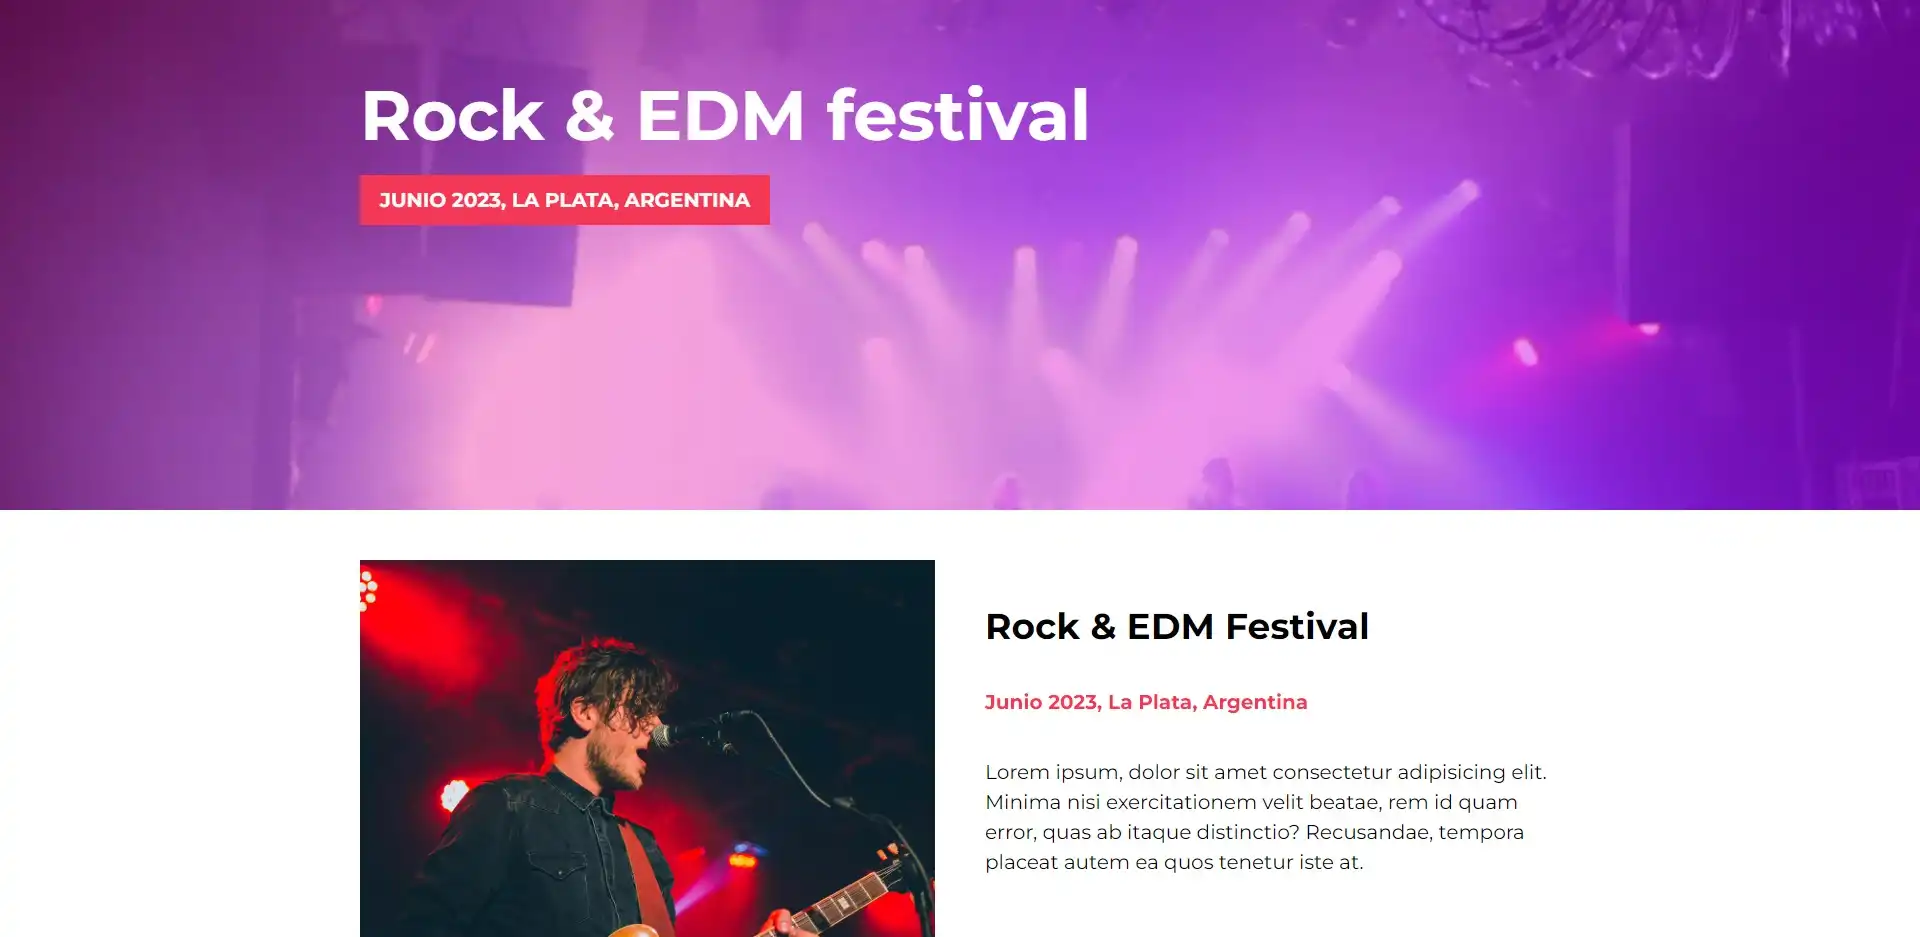 Rock & EDM festival
JUNIO 2023, LA PLATA, ARGENTINA
Rock & EDM Festival
Junio 2023, La Plata, Argentina
Lorem ipsum, dolor sit amet consectetur adipisicing elit.
Minima nisi exercitationem velit beatae, rem id quam
error, quas ab itaque distinctio? Recusandae, tempora
placeat autem ea quos tenetur iste at.